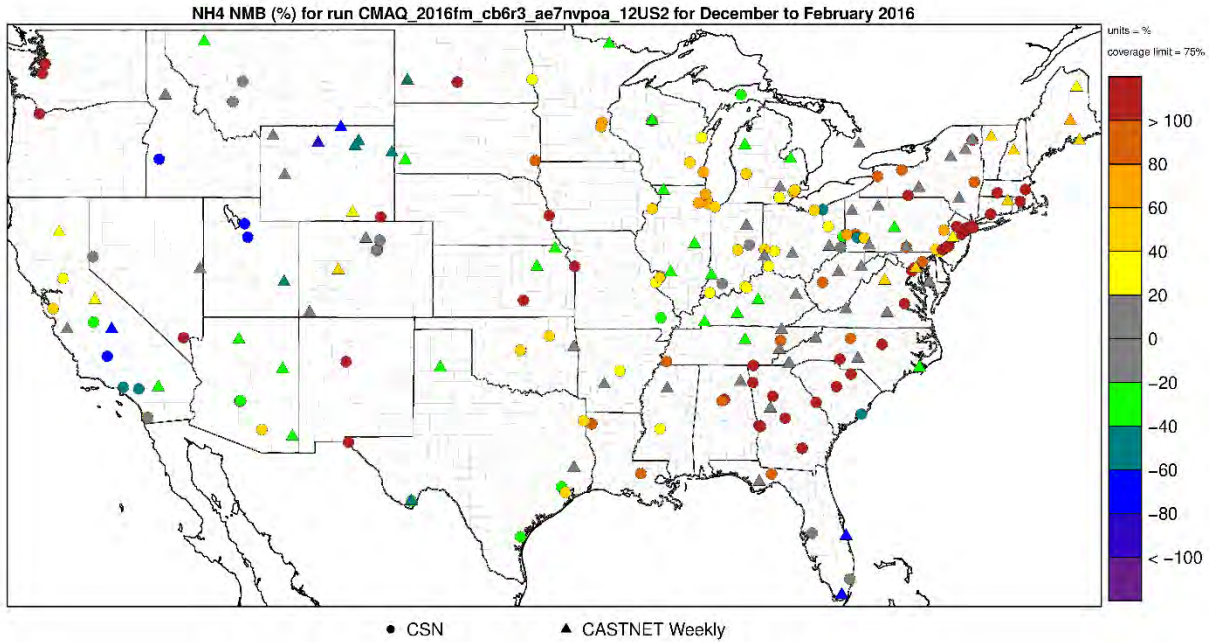 NH4 NMB (%) for run CMAQ_2016fm_cb6r3_ae7nvpoa_12US2 for December to February 2016
units = %
coverage limit = 75%
> 100
80
60
40
20
0
−20
−40
−60
−80
< −100
CSN
CASTNET Weekly